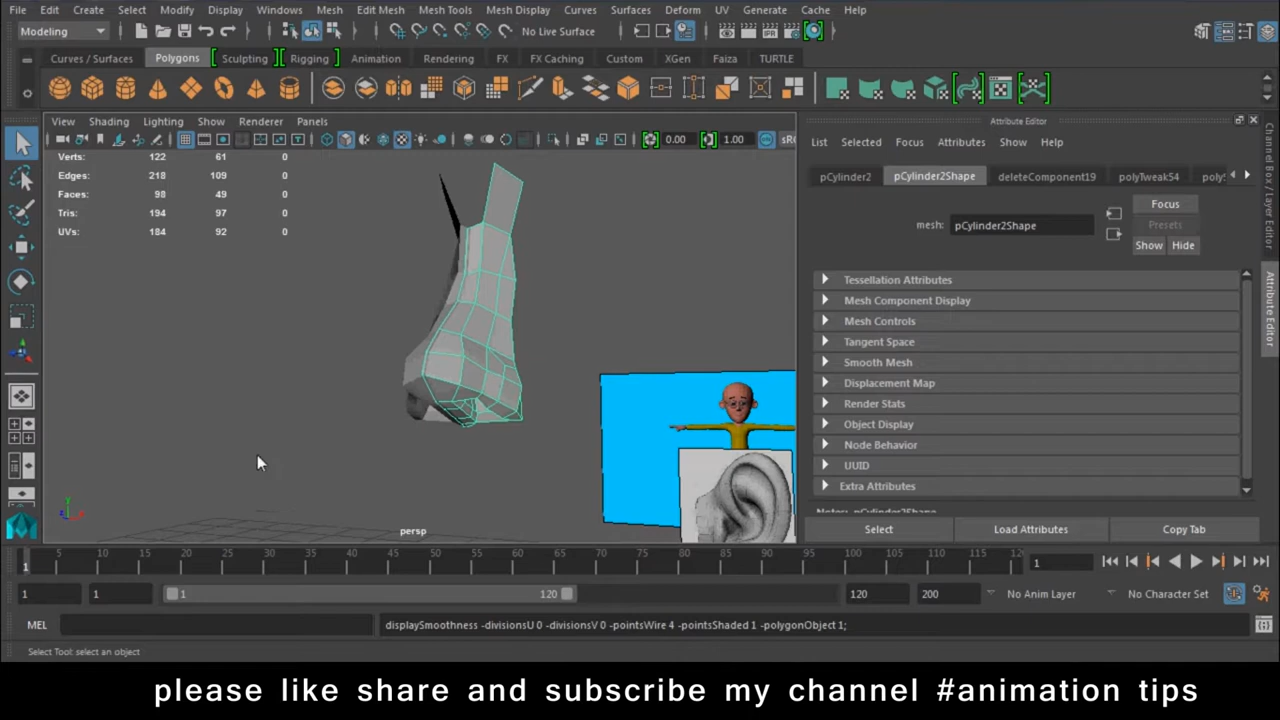 File Edit Create Select Modify Display Windows Mesh Edit Mesh Mesh Tools Mesh Display Curves Surfaces Deform UV Generate Cache Help
Modeling No Live Surface
Curves / Surfaces Polygons Sculpting Rigging Animation Rendering FX FX Caching Custom XGen Faiza TURTLE
View Shading Lighting Show Renderer Panels
0.00 1.00
Verts: 122 61 0
Edges: 218 109 0
Faces: 98 49 0
Tris: 194 97 0
UVs: 184 92 0
persp
Attribute Editor
List Selected Focus Attributes Show Help
pCylinder2 pCylinder2Shape deleteComponent19 polyTweak54
Focus
Presets
mesh: pCylinder2Shape
Show Hide
Tessellation Attributes
Mesh Component Display
Mesh Controls
Tangent Space
Smooth Mesh
Displacement Map
Render Stats
Object Display
Node Behavior
UUID
Extra Attributes
Select Load Attributes Copy Tab
Channel Box / Layer Editor
Attribute Editor
5 10 15 20 25 30 35 40 45 50 55 60 65 70 75 80 85 90 95 100 105 110 115
1 1
1 1 1 120 120 200 No Anim Layer No Character Set
MEL displaySmoothness -divisionsU 0 -divisionsV 0 -pointsWire 4 -pointsShaded 1 -polygonObject 1;
Select Tool: select an object
please like share and subscribe my channel #animation tips